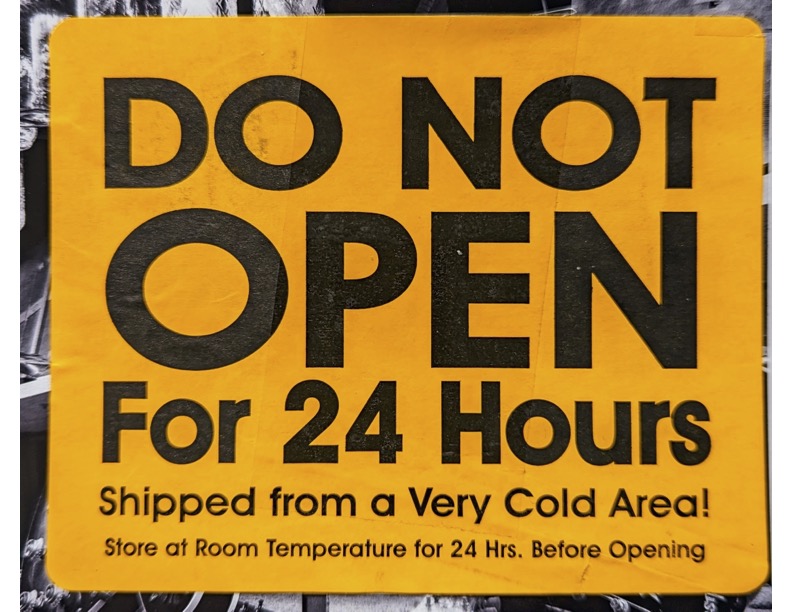 DO NOT
OPEN
For 24 Hours
Shipped from a Very Cold Area!
Store at Room Temperature for 24 Hrs. Before Opening